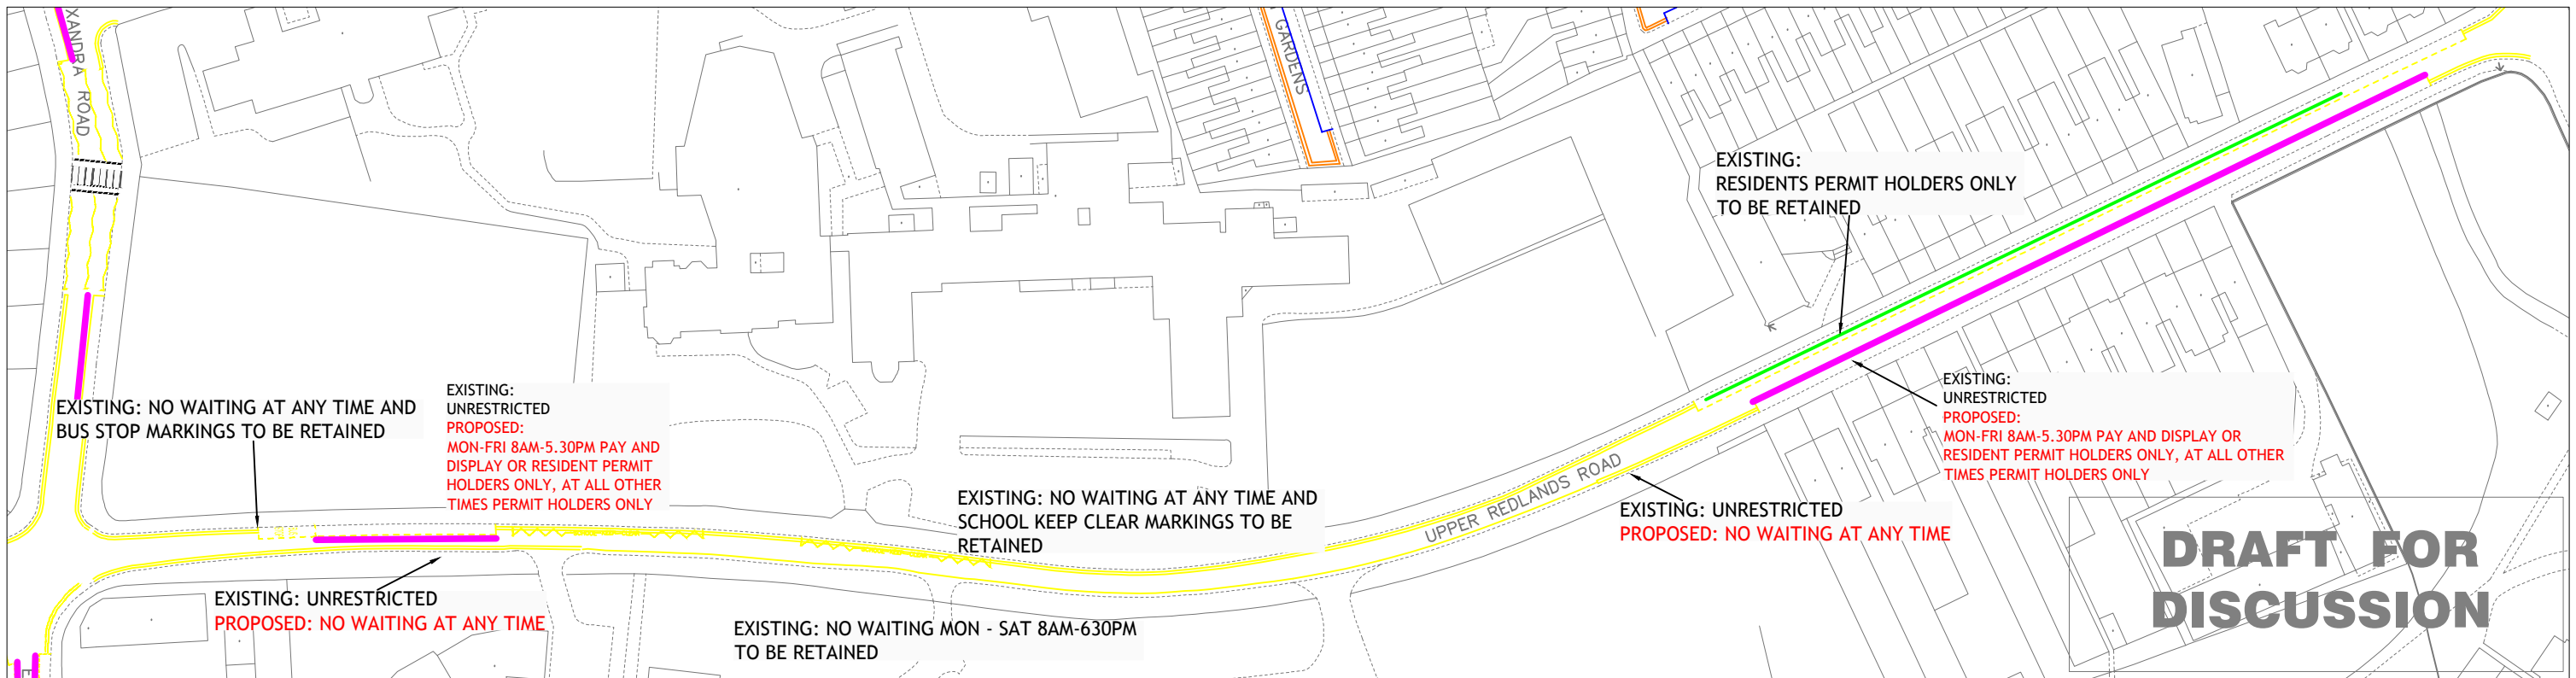 XANDRA ROAD
GARDENS
EXISTING:
RESIDENTS PERMIT HOLDERS ONLY
TO BE RETAINED
EXISTING: NO WAITING AT ANY TIME AND
BUS STOP MARKINGS TO BE RETAINED
EXISTING:
UNRESTRICTED
PROPOSED:
MON-FRI 8AM-5.30PM PAY AND
DISPLAY OR RESIDENT PERMIT
HOLDERS ONLY, AT ALL OTHER
TIMES PERMIT HOLDERS ONLY
EXISTING:
UNRESTRICTED
PROPOSED:
MON-FRI 8AM-5.30PM PAY AND DISPLAY OR
RESIDENT PERMIT HOLDERS ONLY, AT ALL OTHER
TIMES PERMIT HOLDERS ONLY
EXISTING: NO WAITING AT ANY TIME AND
SCHOOL KEEP CLEAR MARKINGS TO BE
RETAINED
UPPER REDLANDS ROAD
EXISTING: UNRESTRICTED
PROPOSED: NO WAITING AT ANY TIME
EXISTING: UNRESTRICTED
PROPOSED: NO WAITING AT ANY TIME
EXISTING: NO WAITING MON - SAT 8AM-630PM
TO BE RETAINED
DRAFT FOR
DISCUSSION